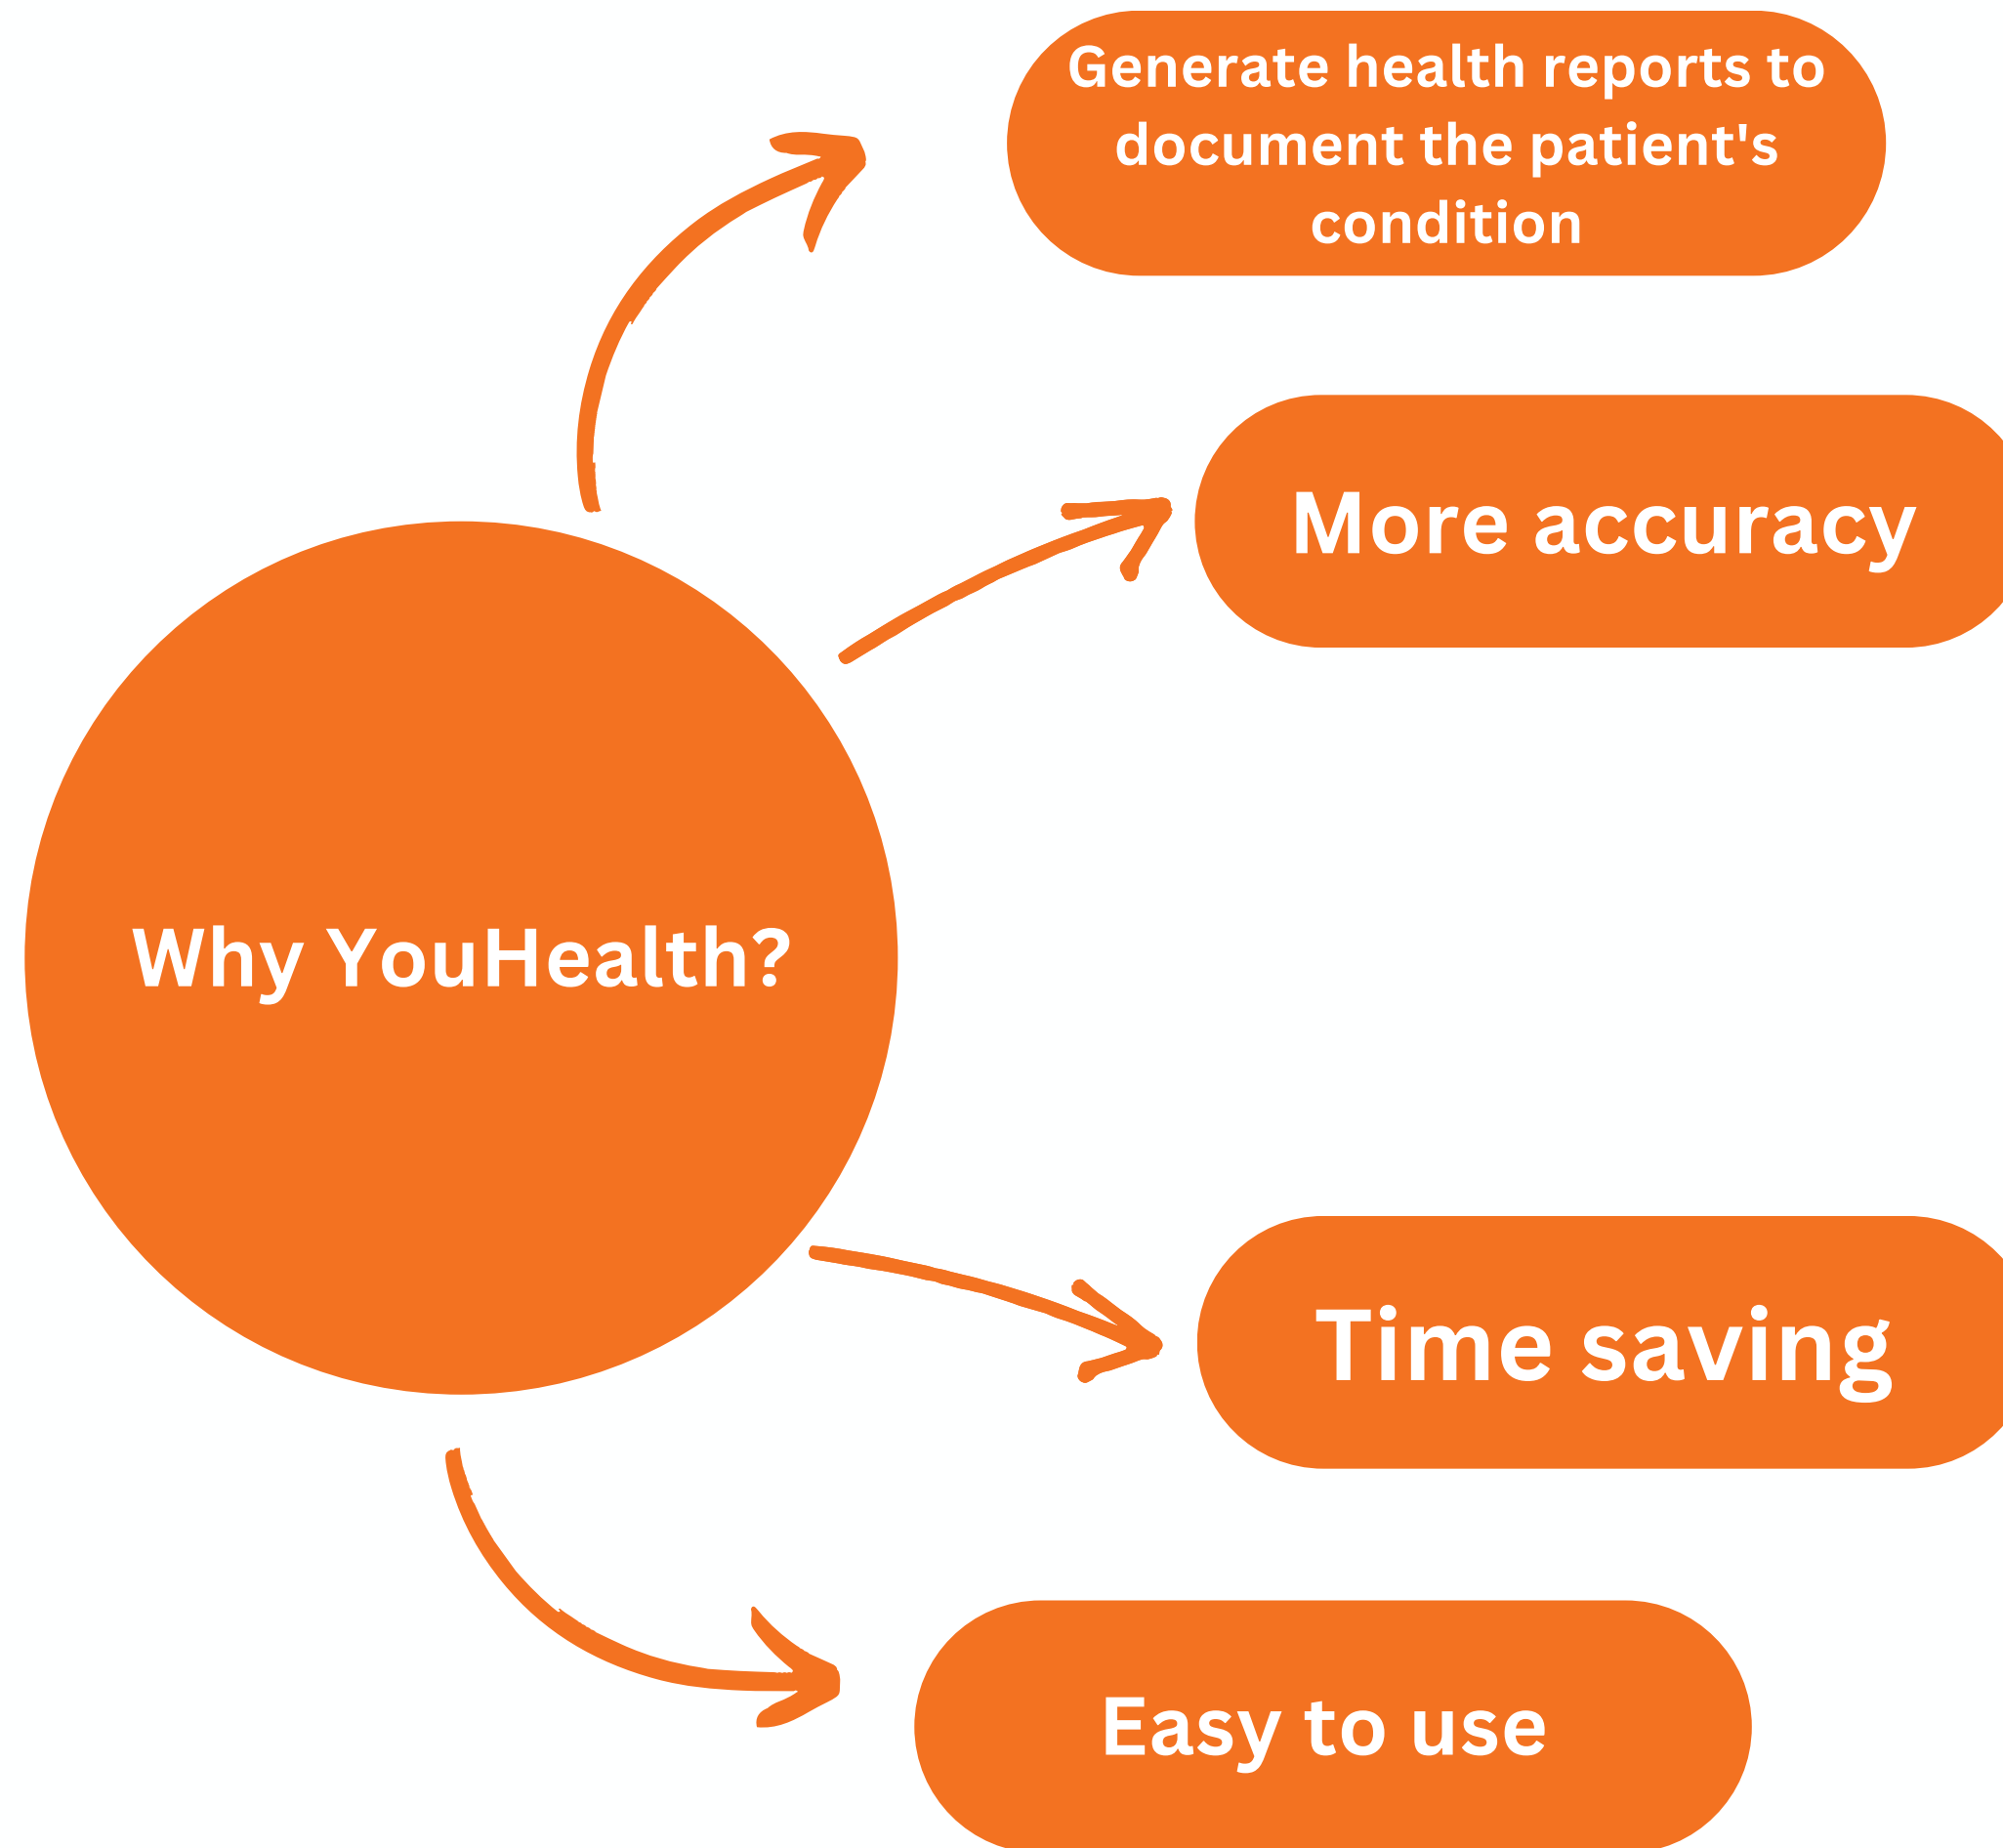 Generate health reports to
document the patient's
condition
More accuracy
Why YouHealth?
Time saving
Easy to use